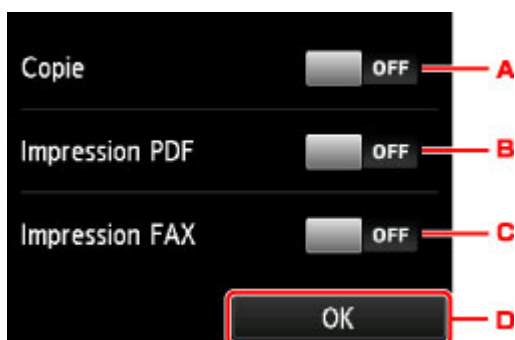 Copie OFF A
Impression PDF OFF B
Impression FAX OFF C
OK D